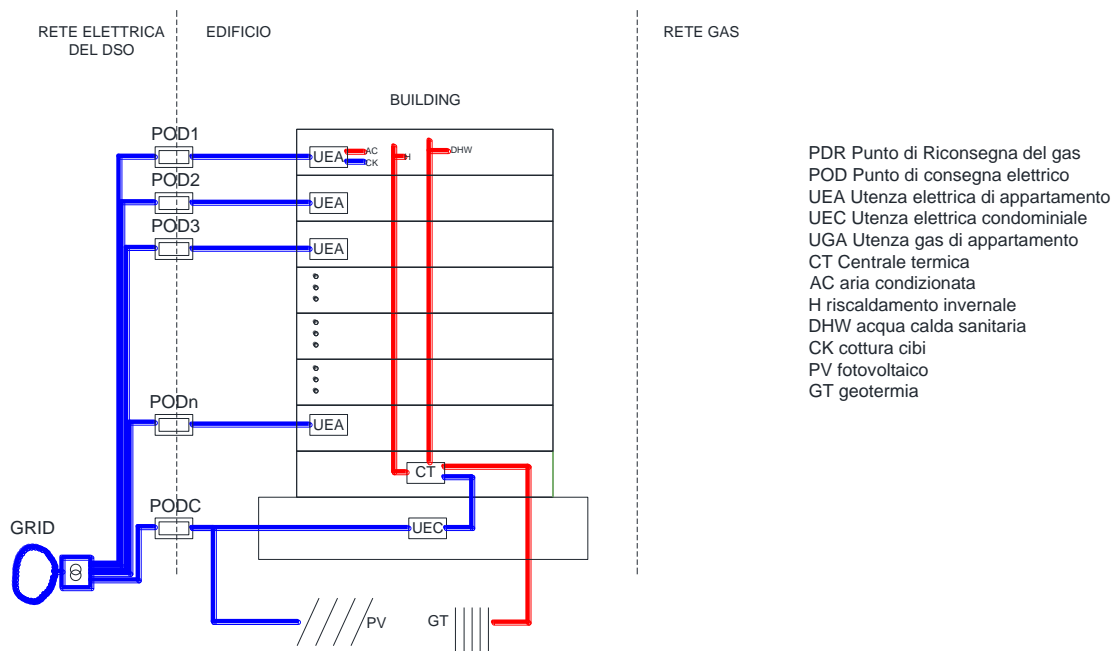 RETE ELETTRICA
DEL DSO
EDIFICIO
RETE GAS
BUILDING
POD1
UEA
AC
CK
H
DHW
POD2
UEA
POD3
UEA
PODn
UEA
CT
PODC
UEC
GRID
PV
GT
PDR Punto di Riconsegna del gas
POD Punto di consegna elettrico
UEA Utenza elettrica di appartamento
UEC Utenza elettrica condominiale
UGA Utenza gas di appartamento
CT Centrale termica
AC aria condizionata
H riscaldamento invernale
DHW acqua calda sanitaria
CK cottura cibi
PV fotovoltaico
GT geotermia